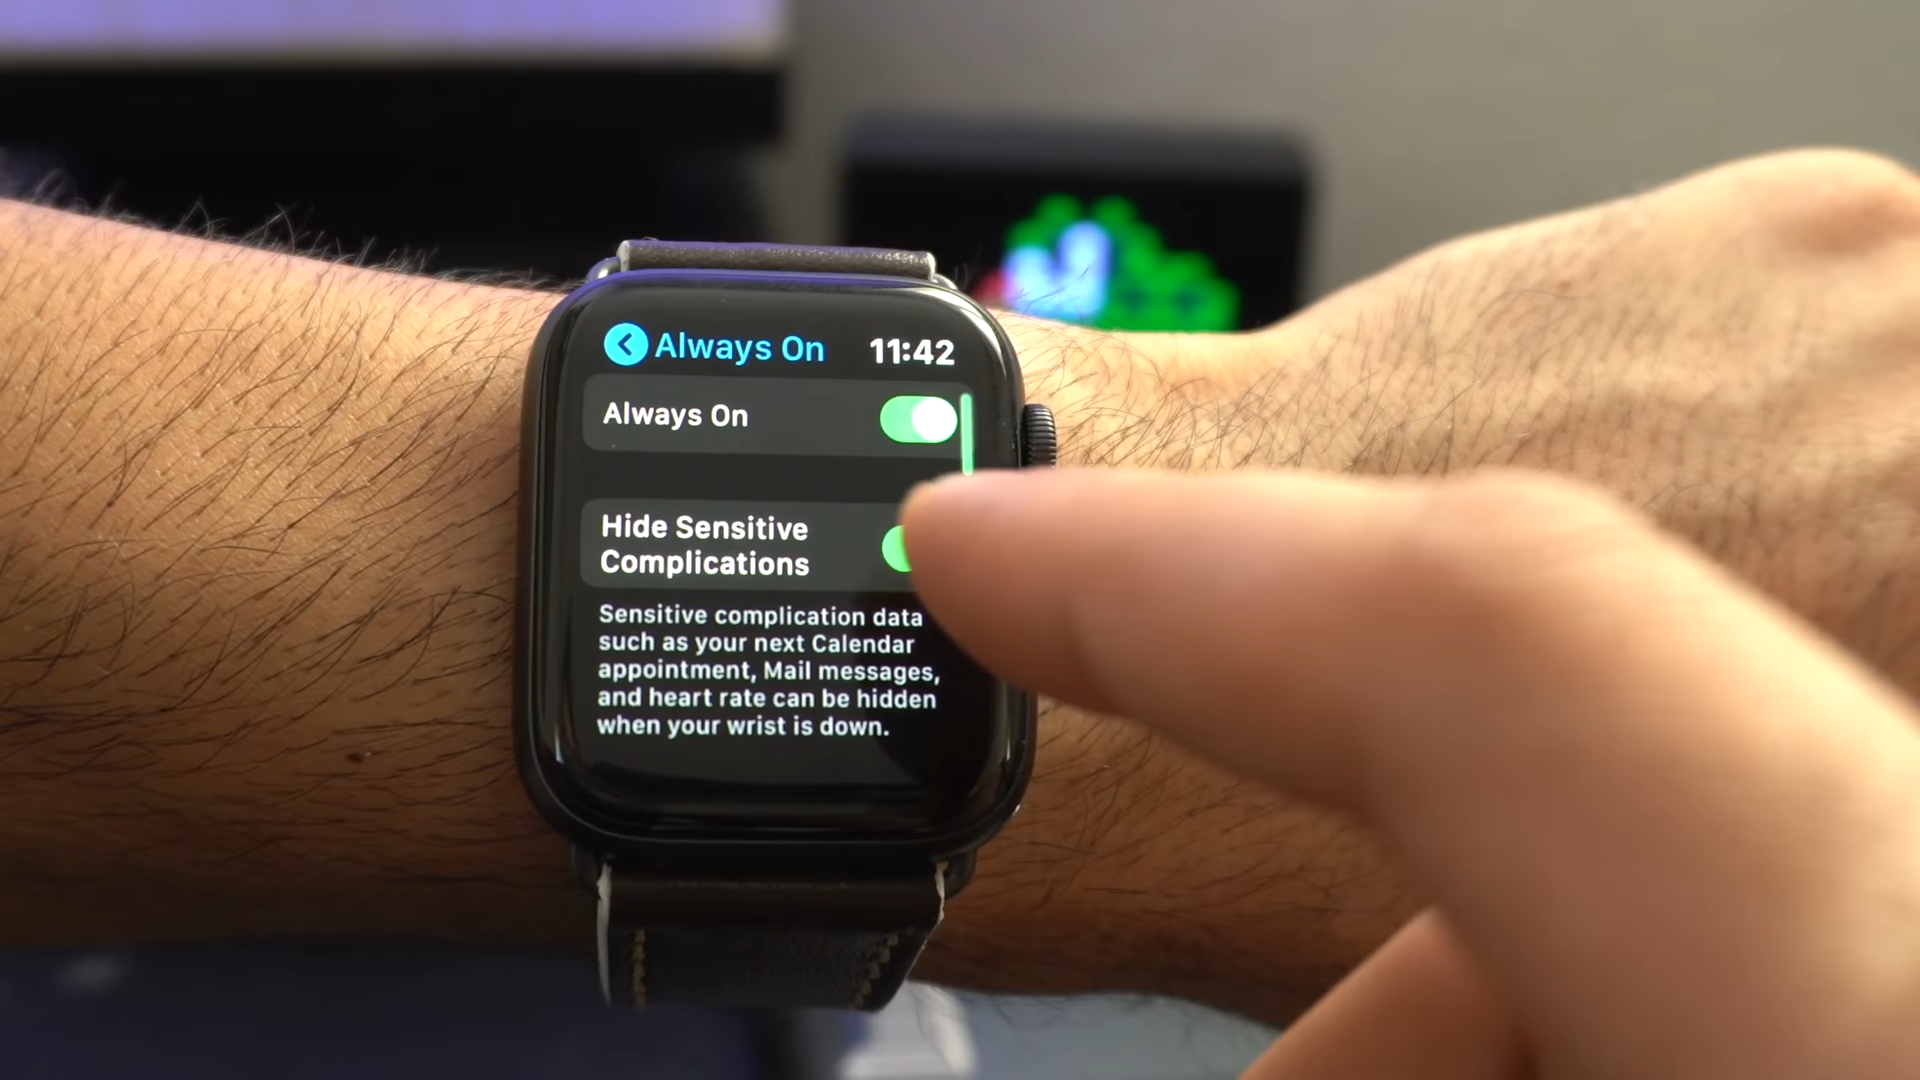 Always On 11:42
Always On
Hide Sensitive
Complications
Sensitive complication data
such as your next Calendar
appointment, Mail messages,
and heart rate can be hidden
when your wrist is down.